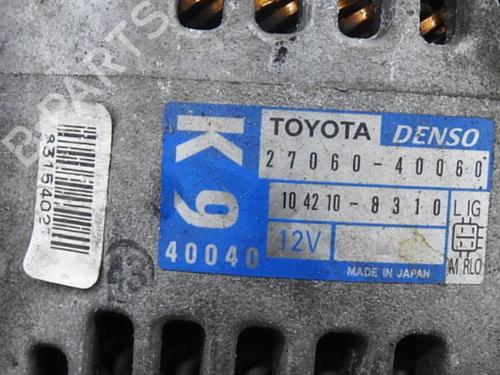 B-PARTS
8315402
K9
40040
TOYOTA DENSO
27060-40060
104210-8310
12V
L IG
M RLO
MADE IN JAPAN